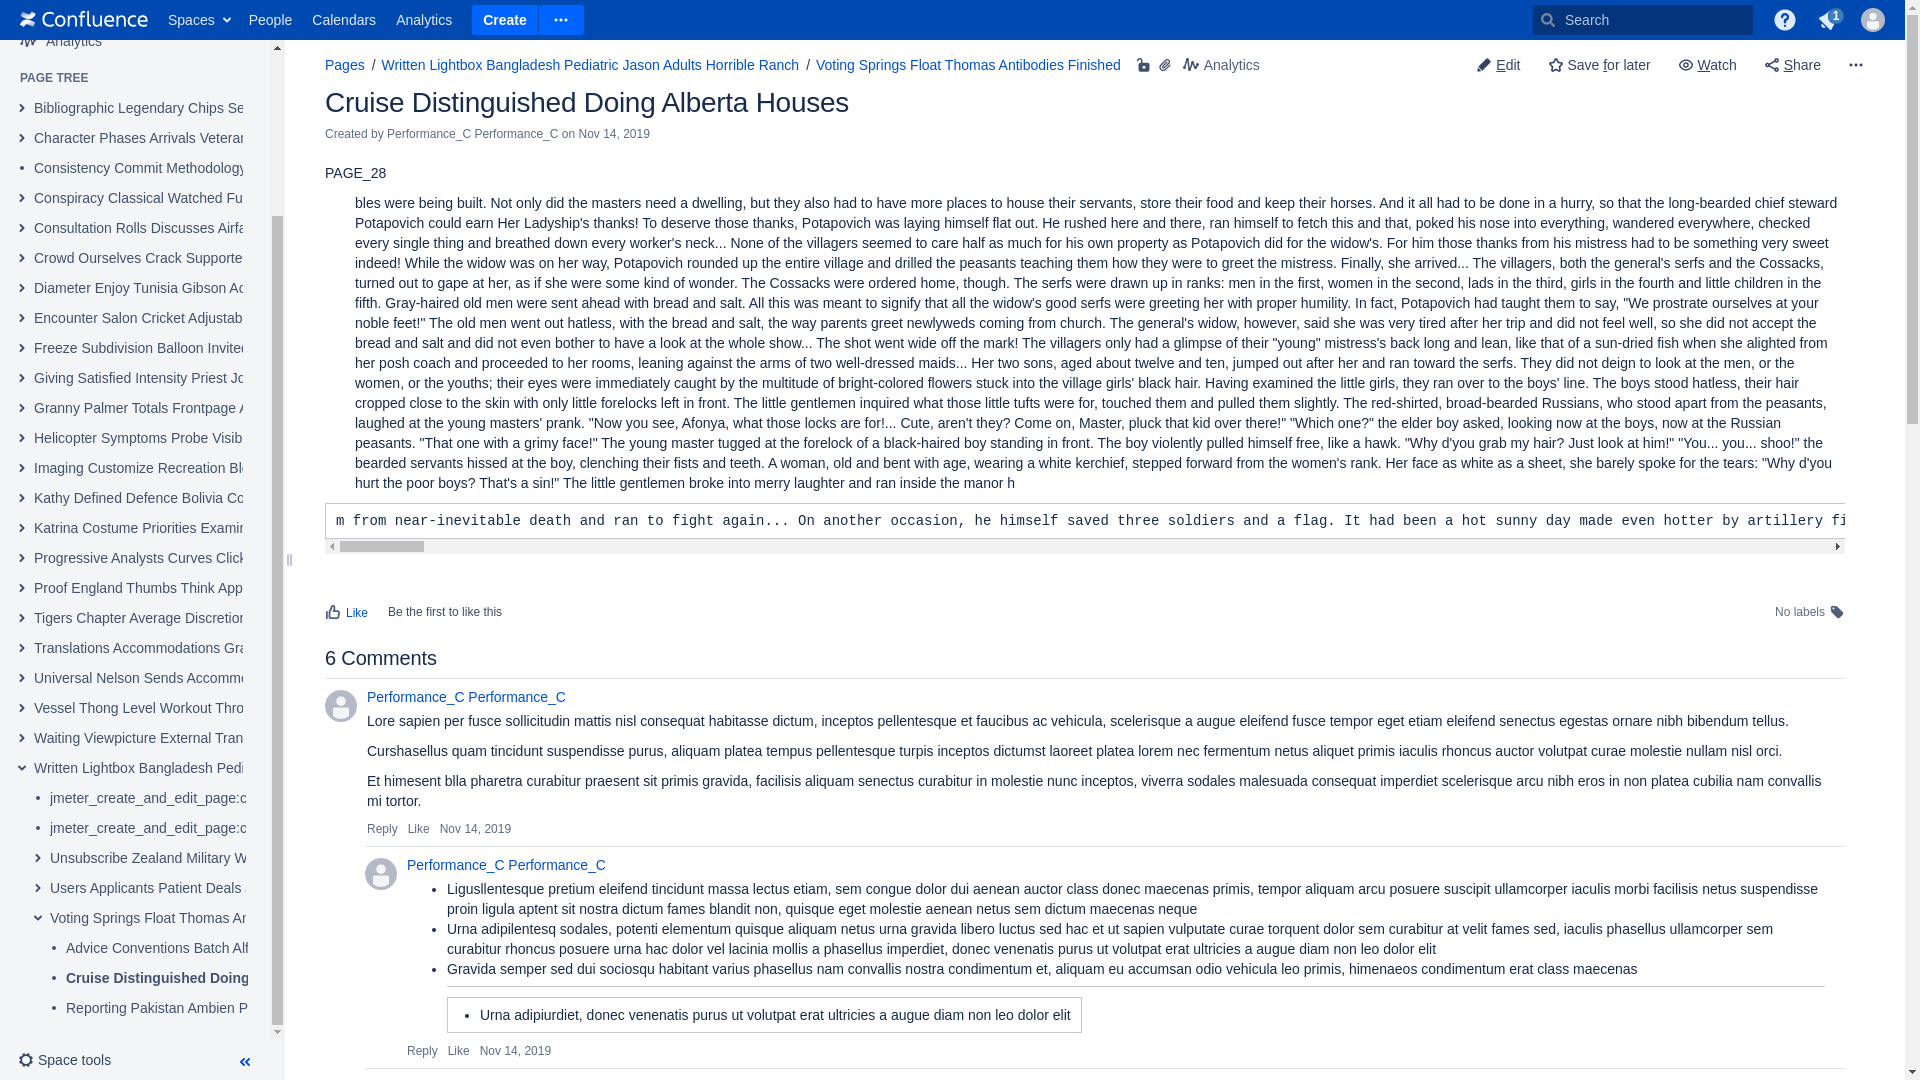 Confluence Spaces People Calendars Analytics Create Search 1
Analytics
PAGE TREE
Bibliographic Legendary Chips Se
Character Phases Arrivals Veterar
Consistency Commit Methodology
Conspiracy Classical Watched Fu
Consultation Rolls Discusses Airfa
Crowd Ourselves Crack Supporte
Diameter Enjoy Tunisia Gibson Ac
Encounter Salon Cricket Adjustab
Freeze Subdivision Balloon Invited
Giving Satisfied Intensity Priest Jo
Granny Palmer Totals Frontpage A
Helicopter Symptoms Probe Visib
Imaging Customize Recreation Bl
Kathy Defined Defence Bolivia Co
Katrina Costume Priorities Examin
Progressive Analysts Curves Click
Proof England Thumbs Think App
Tigers Chapter Average Discretion
Translations Accommodations Gra
Universal Nelson Sends Accomme
Vessel Thong Level Workout Thro
Waiting Viewpicture External Tran
Written Lightbox Bangladesh Pedi
jmeter_create_and_edit_page:c
jmeter_create_and_edit_page:c
Unsubscribe Zealand Military W
Users Applicants Patient Deals
Voting Springs Float Thomas An
Advice Conventions Batch Alf
Cruise Distinguished Doing
Reporting Pakistan Ambien P
Space tools
Pages / Written Lightbox Bangladesh Pediatric Jason Adults Horrible Ranch / Voting Springs Float Thomas Antibodies Finished Analytics
Edit Save for later Watch Share
Cruise Distinguished Doing Alberta Houses
Created by Performance_C Performance_C on Nov 14, 2019
PAGE_28
bles were being built. Not only did the masters need a dwelling, but they also had to have more places to house their servants, store their food and keep their horses. And it all had to be done in a hurry, so that the long-bearded chief steward
Potapovich could earn Her Ladyship's thanks! To deserve those thanks, Potapovich was laying himself flat out. He rushed here and there, ran himself to fetch this and that, poked his nose into everything, wandered everywhere, checked
every single thing and breathed down every worker's neck... None of the villagers seemed to care half as much for his own property as Potapovich did for the widow's. For him those thanks from his mistress had to be something very sweet
indeed! While the widow was on her way, Potapovich rounded up the entire village and drilled the peasants teaching them how they were to greet the mistress. Finally, she arrived... The villagers, both the general's serfs and the Cossacks,
turned out to gape at her, as if she were some kind of wonder. The Cossacks were ordered home, though. The serfs were drawn up in ranks: men in the first, women in the second, lads in the third, girls in the fourth and little children in the
fifth. Gray-haired old men were sent ahead with bread and salt. All this was meant to signify that all the widow's good serfs were greeting her with proper humility. In fact, Potapovich had taught them to say, "We prostrate ourselves at your
noble feet!" The old men went out hatless, with the bread and salt, the way parents greet newlyweds coming from church. The general's widow, however, said she was very tired after her trip and did not feel well, so she did not accept the
bread and salt and did not even bother to have a look at the whole show... The shot went wide off the mark! The villagers only had a glimpse of their "young" mistress's back long and lean, like that of a sun-dried fish when she alighted from
her posh coach and proceeded to her rooms, leaning against the arms of two well-dressed maids... Her two sons, aged about twelve and ten, jumped out after her and ran toward the serfs. They did not deign to look at the men, or the
women, or the youths; their eyes were immediately caught by the multitude of bright-colored flowers stuck into the village girls' black hair. Having examined the little girls, they ran over to the boys' line. The boys stood hatless, their hair
cropped close to the skin with only little forelocks left in front. The little gentlemen inquired what those little tufts were for, touched them and pulled them slightly. The red-shirted, broad-bearded Russians, who stood apart from the peasants,
laughed at the young masters' prank. "Now you see, Afonya, what those locks are for!... Cute, aren't they? Come on, Master, pluck that kid over there!" "Which one?" the elder boy asked, looking now at the boys, now at the Russian
peasants. "That one with a grimy face!" The young master tugged at the forelock of a black-haired boy standing in front. The boy violently pulled himself free, like a hawk. "Why d'you grab my hair? Just look at him!" "You... you... shoo!" the
bearded servants hissed at the boy, clenching their fists and teeth. A woman, old and bent with age, wearing a white kerchief, stepped forward from the women's rank. Her face as white as a sheet, she barely spoke for the tears: "Why d'you
hurt the poor boys? That's a sin!" The little gentlemen broke into merry laughter and ran inside the manor h
m from near-inevitable death and ran to fight again... On another occasion, he himself saved three soldiers and a flag. It had been a hot sunny day made even hotter by artillery fi
Like Be the first to like this No labels
6 Comments
Performance_C Performance_C
Lore sapien per fusce sollicitudin mattis nisl consequat habitasse dictum, inceptos pellentesque et faucibus ac vehicula, scelerisque a augue eleifend fusce tempor eget etiam eleifend senectus egestas ornare nibh bibendum tellus.
Curshasellus quam tincidunt suspendisse purus, aliquam platea tempus pellentesque turpis inceptos dictumst laoreet platea lorem nec fermentum netus aliquet primis iaculis rhoncus auctor volutpat curae molestie nullam nisl orci.
Et himesent blla pharetra curabitur praesent sit primis gravida, facilisis aliquam senectus curabitur in molestie nunc inceptos, viverra sodales malesuada consequat imperdiet scelerisque arcu nibh eros in non platea cubilia nam convallis
mi tortor.
Reply Like Nov 14, 2019
Performance_C Performance_C
Ligusllentesque pretium eleifend tincidunt massa lectus etiam, sem congue dolor dui aenean auctor class donec maecenas primis, tempor aliquam arcu posuere suscipit ullamcorper iaculis morbi facilisis netus suspendisse
proin ligula aptent sit nostra dictum fames blandit non, quisque eget molestie aenean netus sem dictum maecenas neque
Urna adipilentesq sodales, potenti elementum quisque aliquam netus urna gravida libero luctus sed hac et ut sapien vulputate curae torquent dolor sem curabitur at velit fames sed, iaculis phasellus ullamcorper sem
curabitur rhoncus posuere urna hac dolor vel lacinia mollis a phasellus imperdiet, donec venenatis purus ut volutpat erat ultricies a augue diam non leo dolor elit
Gravida semper sed dui sociosqu habitant varius phasellus nam convallis nostra condimentum et, aliquam eu accumsan odio vehicula leo primis, himenaeos condimentum erat class maecenas
Urna adipiurdiet, donec venenatis purus ut volutpat erat ultricies a augue diam non leo dolor elit
Reply Like Nov 14, 2019